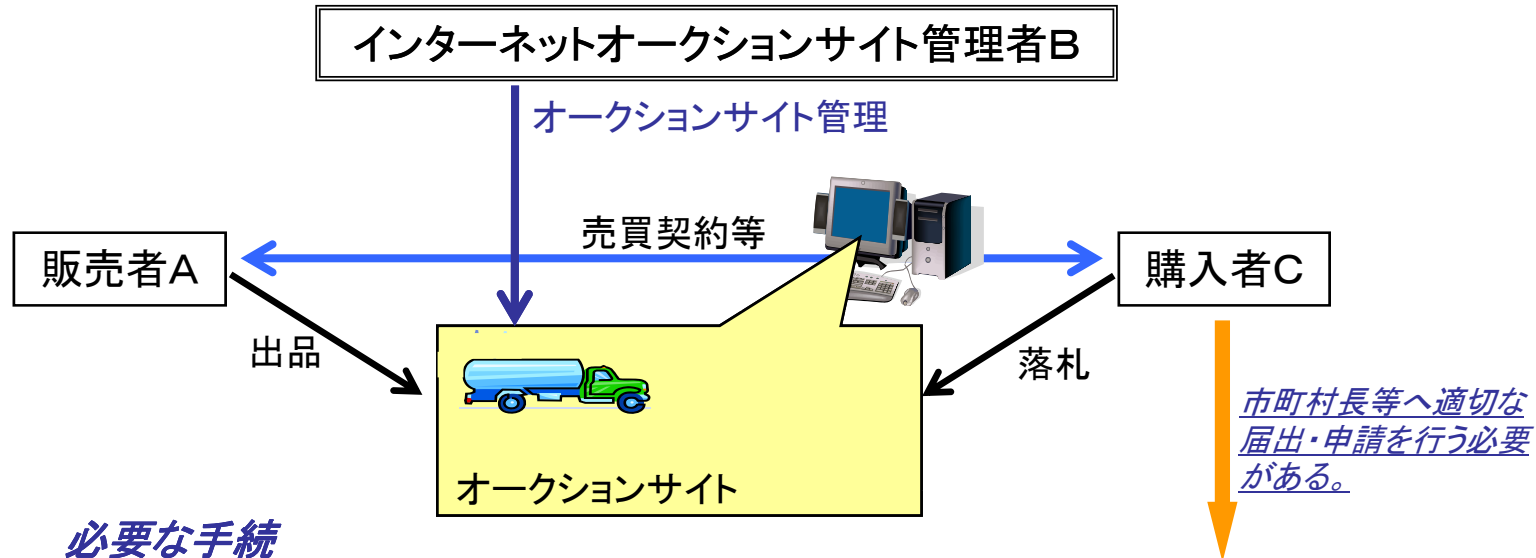 インターネットオークションサイト管理者B
オークションサイト管理
売買契約等
販売者A
購入者C
出品
落札
市町村長等へ適切な
届出・申請を行う必要
がある。
オークションサイト
必要な手続